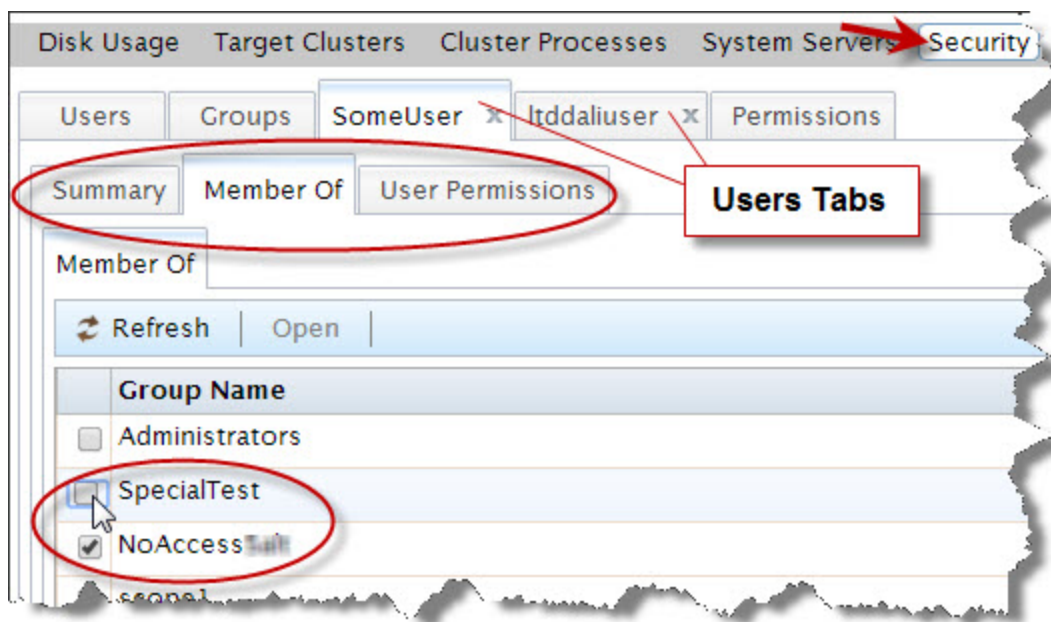 Disk Usage Target Clusters Cluster Processes System Servers Security
Users Groups SomeUser x ltddaliuser x Permissions
Summary Member Of User Permissions
Users Tabs
Member Of
Refresh Open
Group Name
Administrators
SpecialTest
NoAccess